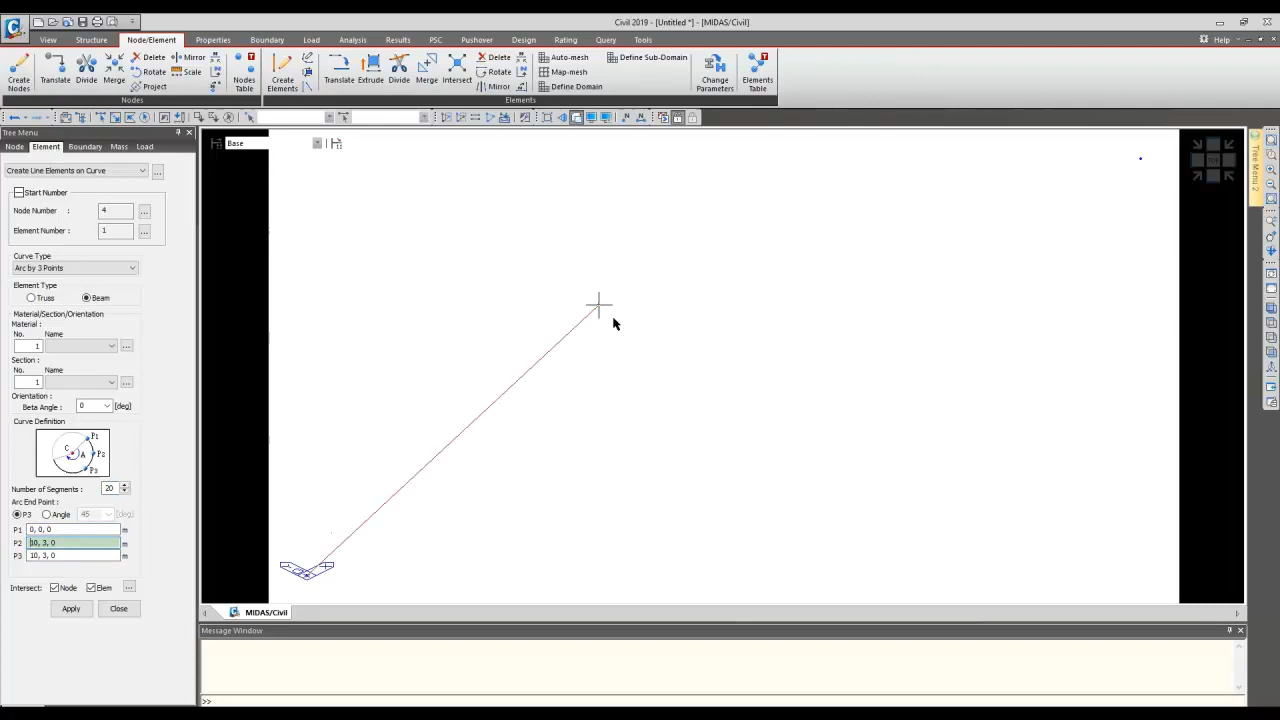 Civil 2019 - [Untitled *] - [MIDAS/Civil]
View Structure Node/Element Properties Boundary Load Analysis Results PSC Pushover Design Rating Query Tools Help
Create Nodes
Translate
Divide
Merge
Delete
Rotate
Project
Mirror
Scale
Nodes Table
Create Elements
Translate
Extrude
Divide
Merge
Intersect
Delete
Rotate
Mirror
Auto-mesh
Map-mesh
Define Domain
Define Sub-Domain
Change Parameters
Elements Table
Nodes
Elements
Tree Menu
Node Element Boundary Mass Load
Create Line Elements on Curve
Start Number
Node Number : 4
Element Number : 1
Curve Type
Arc by 3 Points
Element Type
Truss Beam
Material/Section/Orientation
Material :
No. Name
1
Section :
No. Name
1
Orientation :
Beta Angle : 0 [deg]
Curve Definition
C A P1 P2 P3
Number of Segments : 20
Arc End Point :
P3 Angle 45 [deg]
P1 0, 0, 0 m
P2 10, 3, 0 m
P3 10, 3, 0 m
Intersect: Node Elem
Apply Close
Base
Tree Menu 2
MIDAS/Civil
Message Window
>>